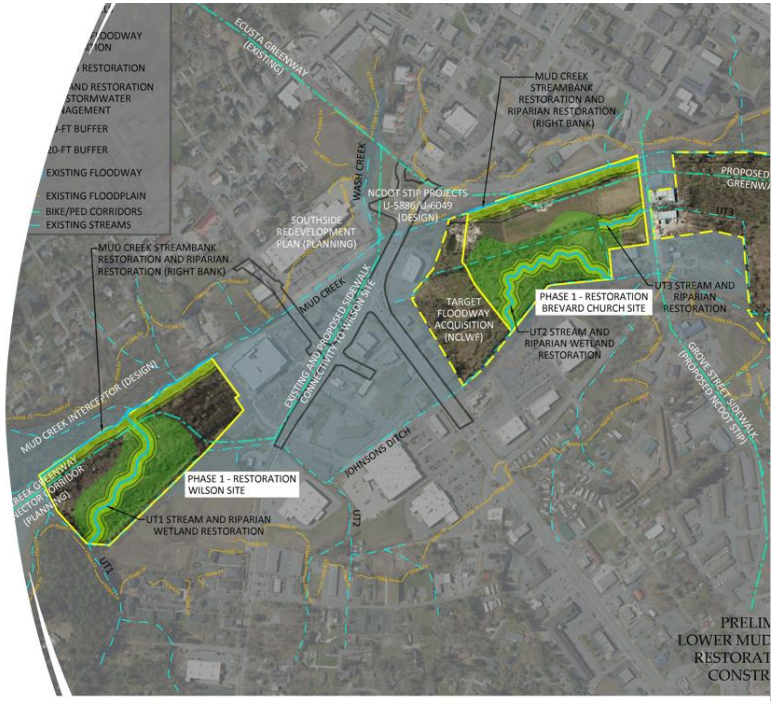 FLOODWAY
RESTORATION
AND RESTORATION
STORMWATER
-FT BUFFER
20-FT BUFFER
EXISTING FLOODWAY
EXISTING FLOODPLAIN
BIKE/PED CORRIDORS
EXISTING STREAMS
ECUSTA GREENWAY
(EXISTING)
MUD CREEK
STREAMBANK
RESTORATION AND
RIPARIAN RESTORATION
(RIGHT BANK)
WASH CREEK
NCDOT STIP PROJECTS
U-5886/U-6049
(DESIGN)
PROPOSED
GREENWA
UT3
SOUTHSIDE
REDEVELOPMENT
PLAN (PLANNING)
MUD CREEK STREAMBANK
RESTORATION AND RIPARIAN
RESTORATION (RIGHT BANK)
MUD CREEK
EXISTING AND PROPOSED SIDEWALK
CONNECTIVITY TO WILSON SITE
TARGET
FLOODWAY
ACQUISITION
(NCLWF)
PHASE 1 - RESTORATION
BREVARD CHURCH SITE
UT3 STREAM AND
RIPARIAN
RESTORATION
UT2 STREAM AND
RIPARIAN WETLAND
RESTORATION
GROVE STREET SIDEWALK
(PROPOSED NCDOT STIP)
MUD CREEK INTERCEPTOR (DESIGN)
CREEK GREENWAY
NECTOR CORRIDOR
(PLANNING)
JOHNSONS DITCH
PHASE 1 - RESTORATION
WILSON SITE
UT1 STREAM AND RIPARIAN
WETLAND RESTORATION
UT2
UT1
PRELIM
LOWER MUD
RESTORAT
CONSTR